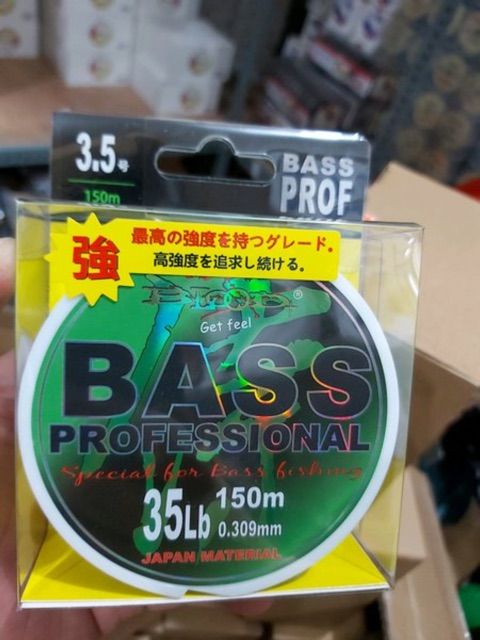 3.5号
150m
BASS
PROF
強
最高の強度を持つグレード。
高強度を追求し続ける。
Get feel
BASS
PROFESSIONAL
Special for Bass fishing
35Lb
150m
0.309mm
JAPAN MATERIAL